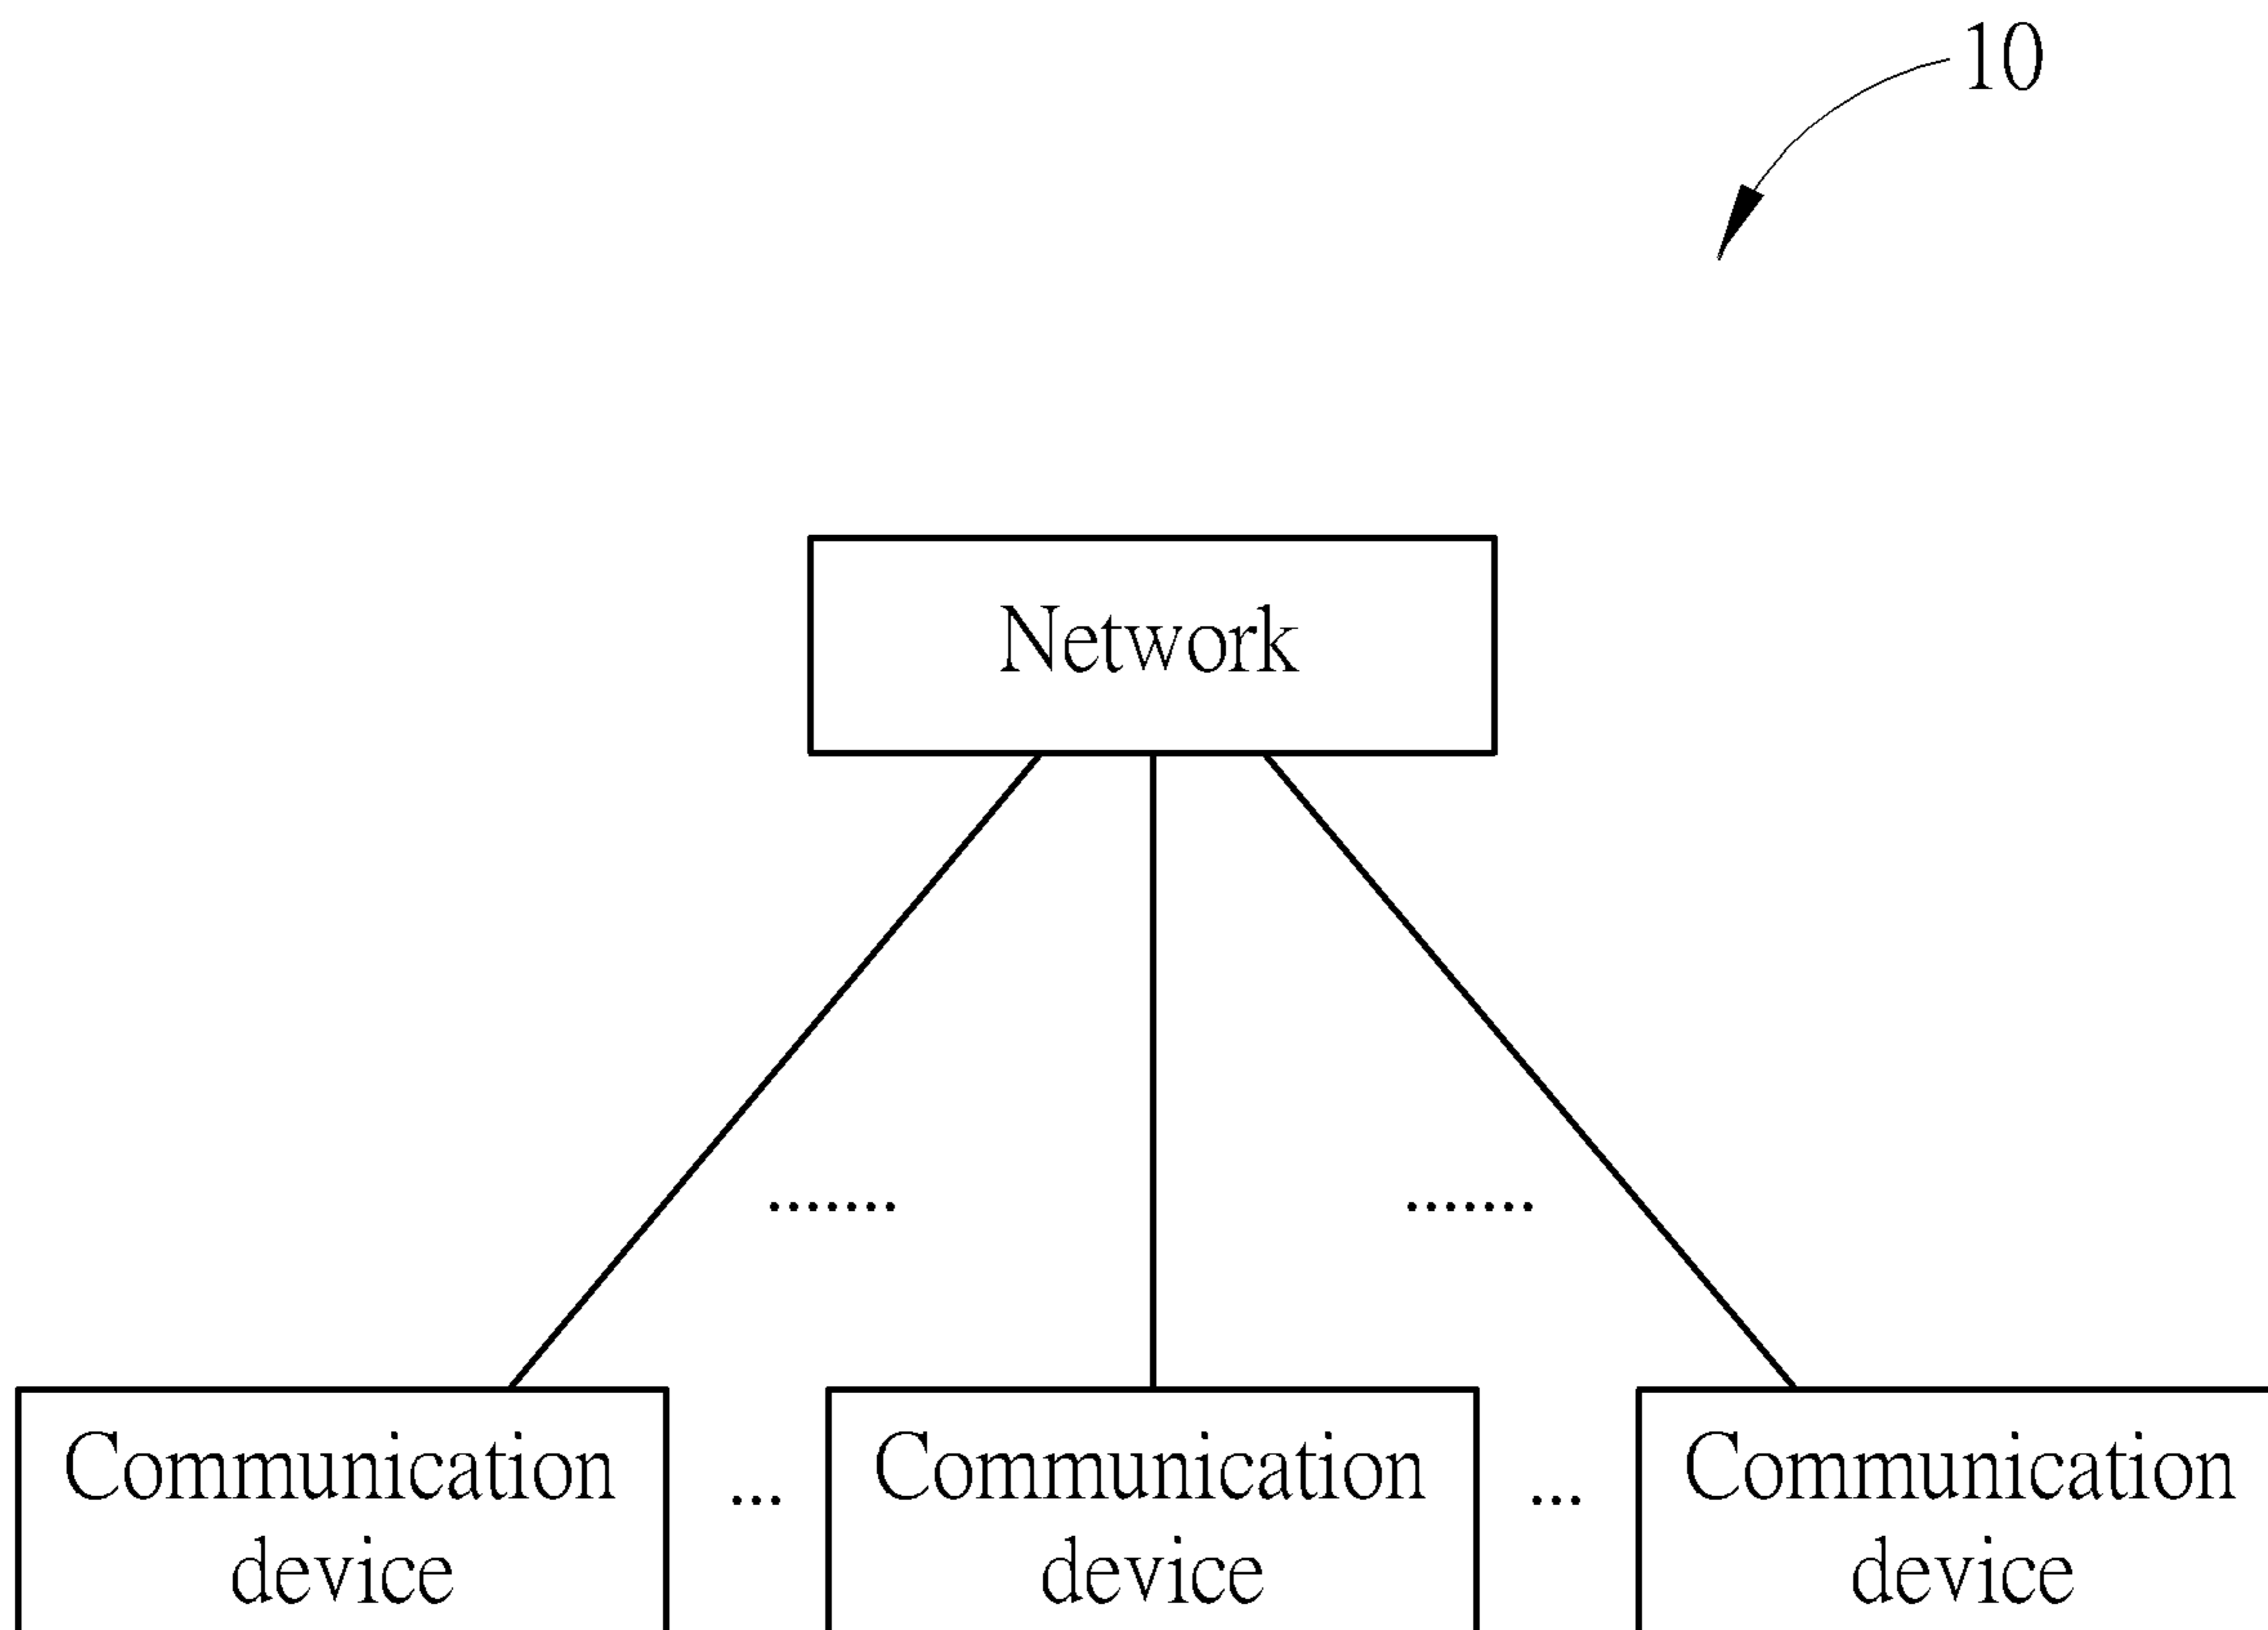 10
Network
.......
.......
Communication
device
...
Communication
device
...
Communication
device